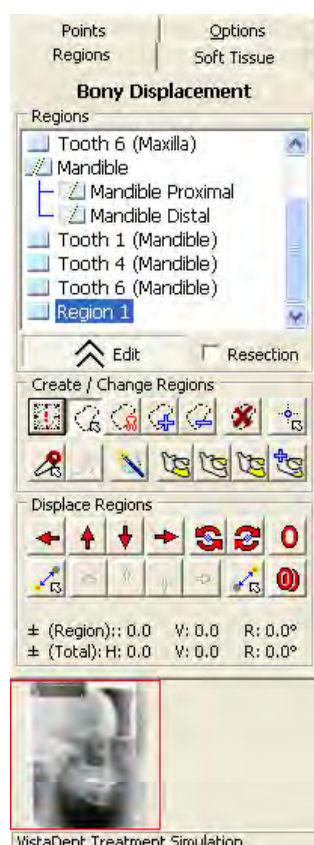 Points Options
Regions Soft Tissue
Bony Displacement
Regions
Tooth 6 (Maxilla)
Mandible
Mandible Proximal
Mandible Distal
Tooth 1 (Mandible)
Tooth 4 (Mandible)
Tooth 6 (Mandible)
Region 1
Edit Resection
Create / Change Regions
Displace Regions
0
0
± (Region):: 0.0 V: 0.0 R: 0.0°
± (Total): H: 0.0 V: 0.0 R: 0.0°
VistaDent Treatment Simulation